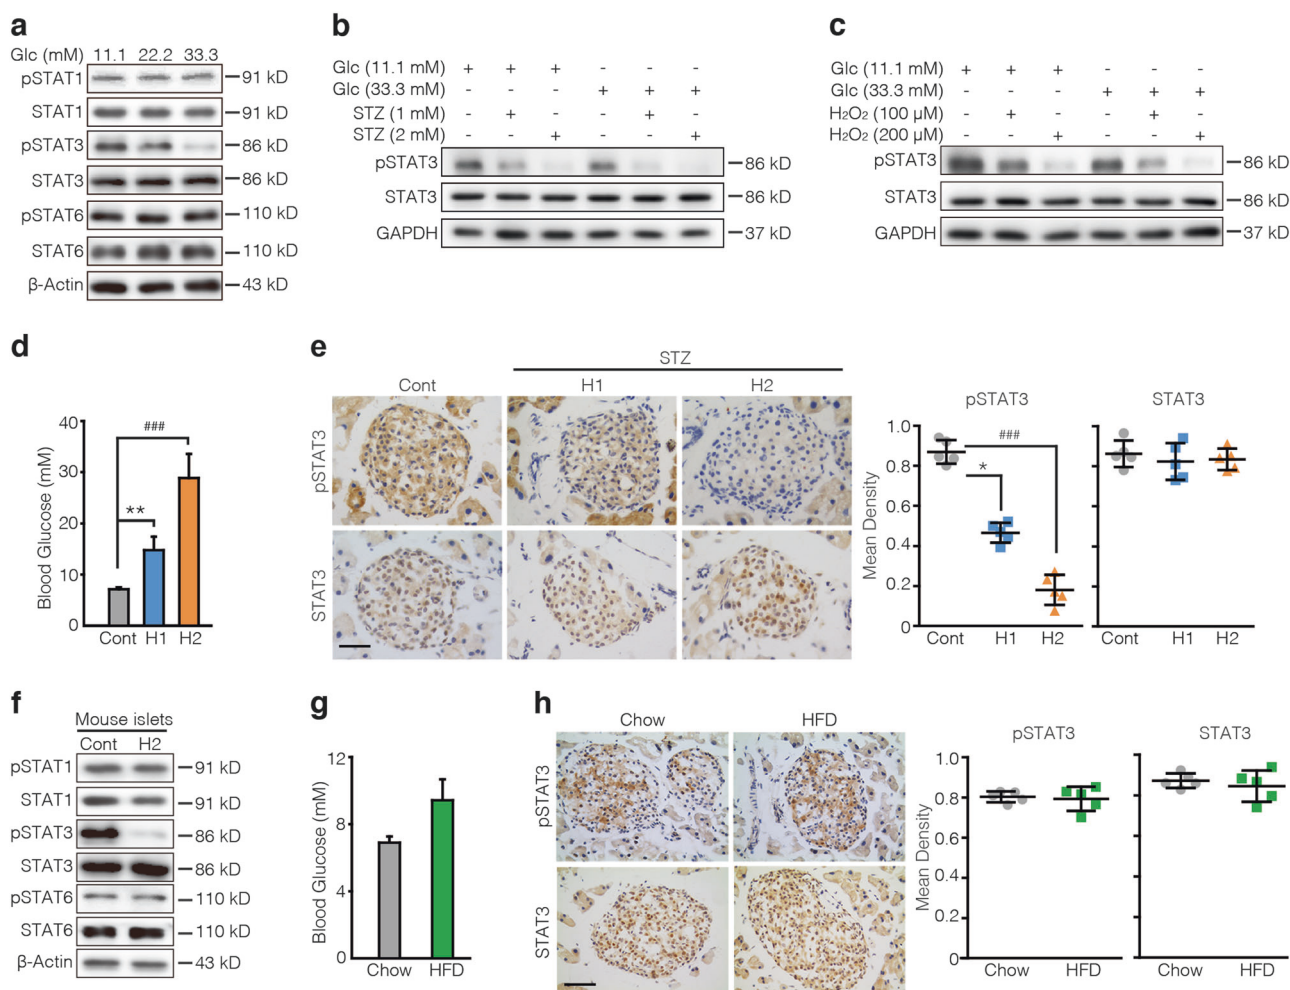 a
Glc (mM) 11.1 22.2 33.3
pSTAT1 91 kD
STAT1 91 kD
pSTAT3 86 kD
STAT3 86 kD
pSTAT6 110 kD
STAT6 110 kD
β-Actin 43 kD
b
Glc (11.1 mM) + + + - - -
Glc (33.3 mM) - - - + + +
STZ (1 mM) - + - - + -
STZ (2 mM) - - + - - +
pSTAT3 86 kD
STAT3 86 kD
GAPDH 37 kD
c
Glc (11.1 mM) + + + - - -
Glc (33.3 mM) - - - + + +
H2O2 (100 µM) - + - - + -
H2O2 (200 µM) - - + - - +
pSTAT3 86 kD
STAT3 86 kD
GAPDH 37 kD
d
Blood Glucose (mM)
40
30
20
10
0
###
**
Cont H1 H2
e
STZ
Cont H1 H2
pSTAT3
STAT3
pSTAT3 STAT3
Mean Density
1.0
0.8
0.6
0.4
0.2
0
###
*
Cont H1 H2 Cont H1 H2
f
Mouse islets
Cont H2
pSTAT1 91 kD
STAT1 91 kD
pSTAT3 86 kD
STAT3 86 kD
pSTAT6 110 kD
STAT6 110 kD
β-Actin 43 kD
g
Blood Glucose (mM)
12
8
4
0
Chow HFD
h
Chow HFD
pSTAT3
STAT3
pSTAT3 STAT3
Mean Density
1.0
0.8
0.6
0.4
0.2
0
Chow HFD Chow HFD